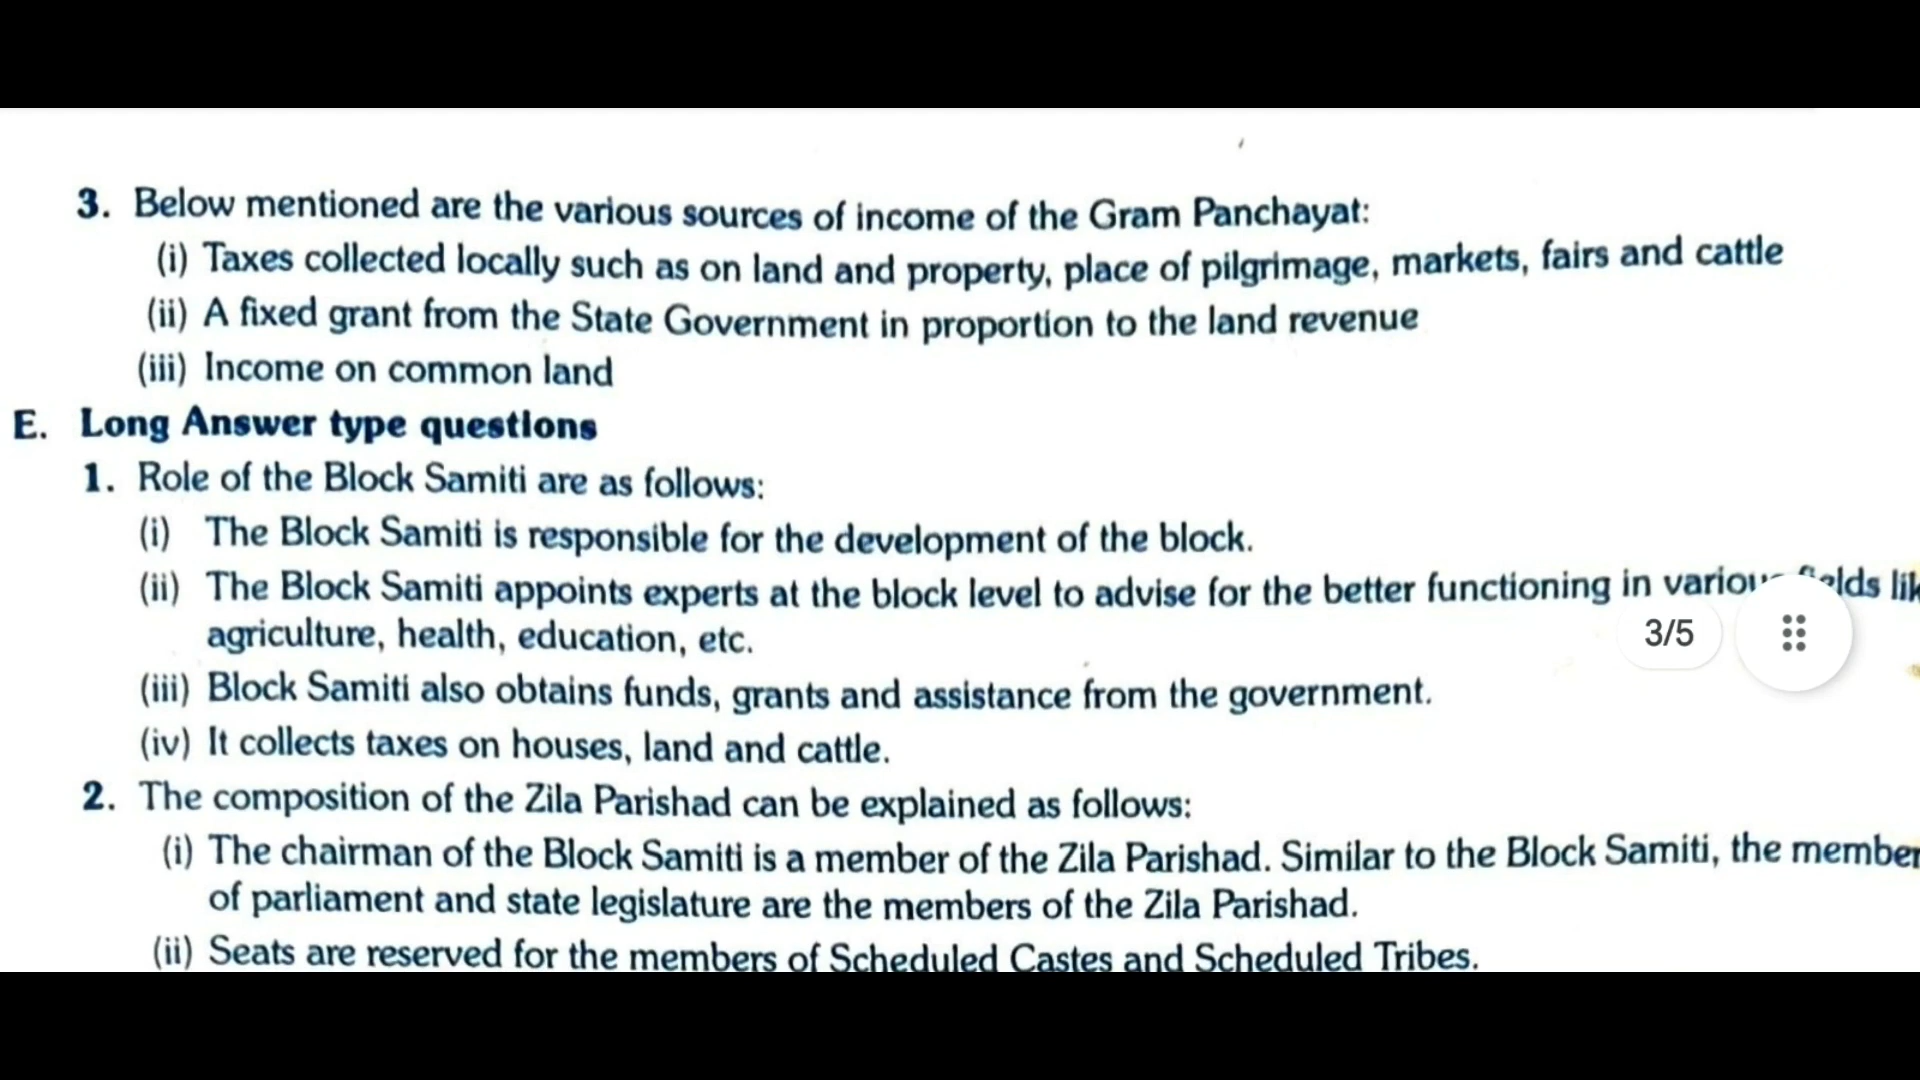 3. Below mentioned are the various sources of income of the Gram Panchayat:
(i) Taxes collected locally such as on land and property, place of pilgrimage, markets, fairs and cattle
(ii) A fixed grant from the State Government in proportion to the land revenue
(iii) Income on common land
E. Long Answer type questions
1. Role of the Block Samiti are as follows:
(i) The Block Samiti is responsible for the development of the block.
(ii) The Block Samiti appoints experts at the block level to advise for the better functioning in
agriculture, health, education, etc.
3/5
(iii) Block Samiti also obtains funds, grants and assistance from the government.
(iv) It collects taxes on houses, land and cattle.
2. The composition of the Zila Parishad can be explained as follows:
(i) The chairman of the Block Samiti is a member of the Zila Parishad. Similar to the Block Samiti, the member
of parliament and state legislature are the members of the Zila Parishad.
(ii) Seats are reserved for the members of Scheduled Castes and Scheduled Tribes.